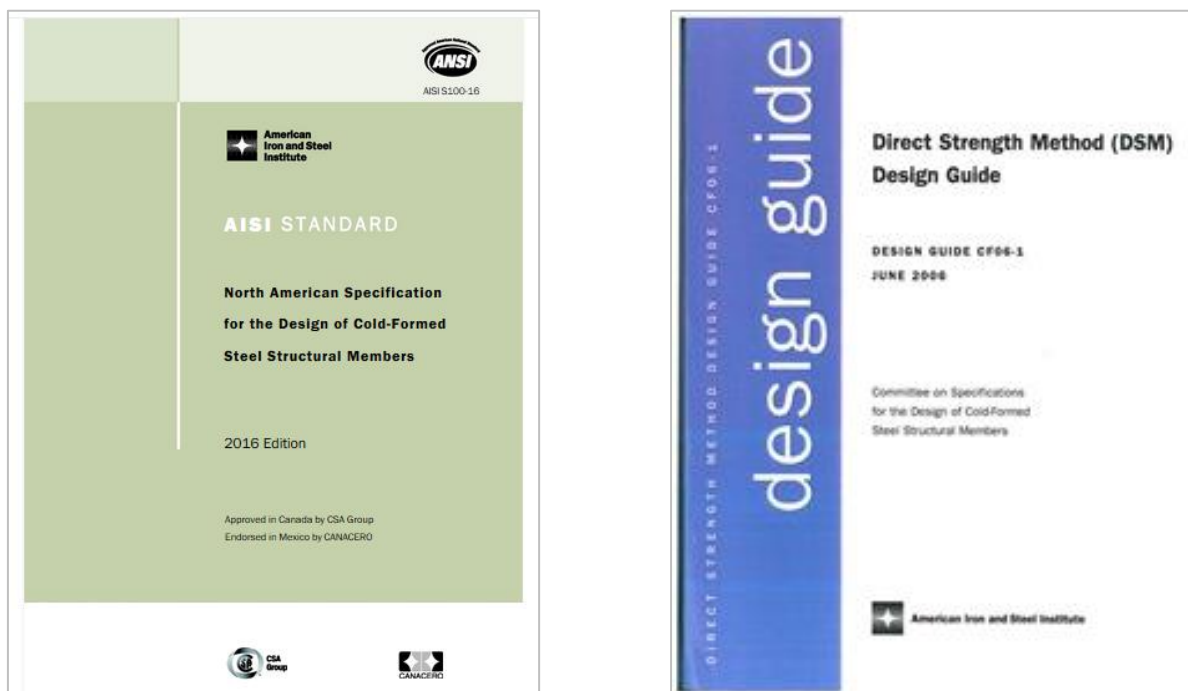 ANSI
AISI S100-16
American
Iron and Steel
Institute
AISI STANDARD
North American Specification
for the Design of Cold-Formed
Steel Structural Members
2016 Edition
Approved in Canada by CSA Group
Endorsed in Mexico by CANACERO
CSA
Group
CANACERO
DIRECT STRENGTH METHOD DESIGN GUIDE CF06-1
design guide
Direct Strength Method (DSM)
Design Guide
DESIGN GUIDE CF06-1
JUNE 2006
Committee on Specifications
for the Design of Cold-Formed
Steel Structural Members
American Iron and Steel Institute